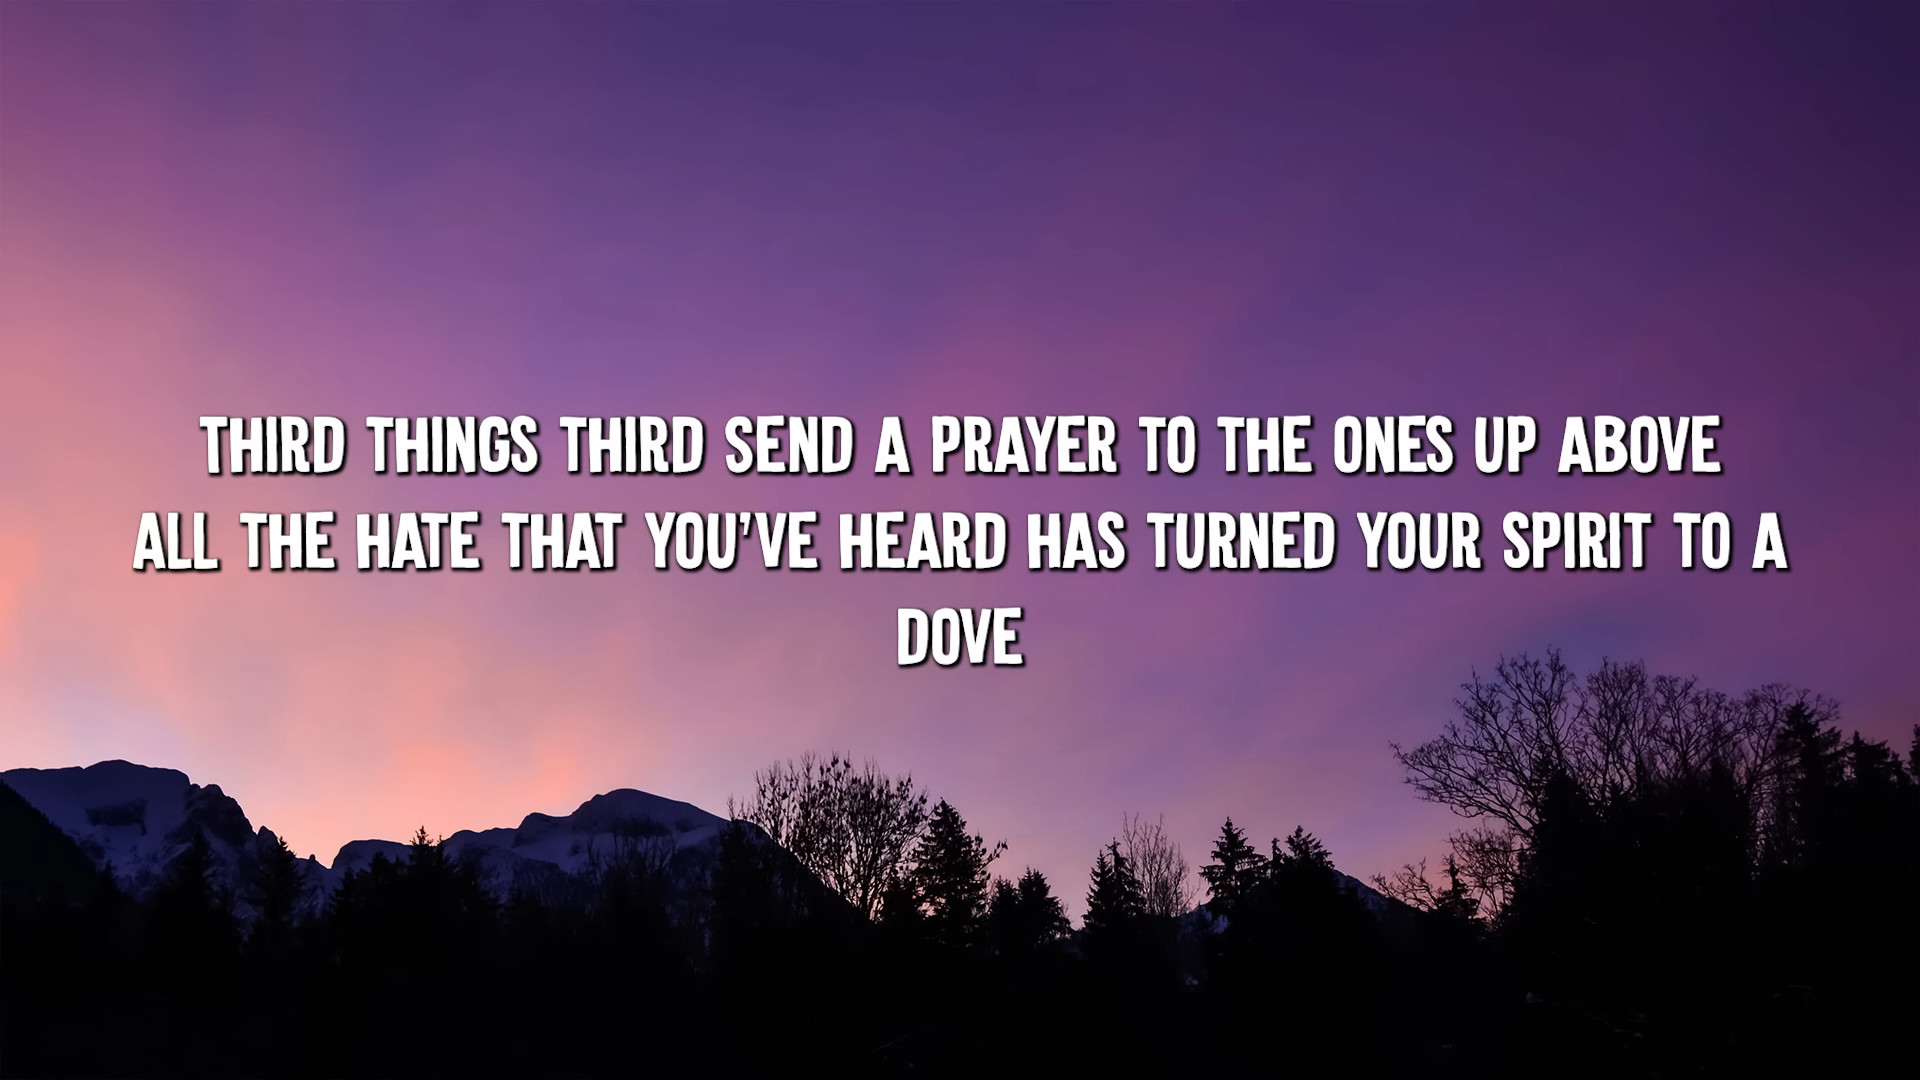 THIRD THINGS THIRD SEND A PRAYER TO THE ONES UP ABOVE
ALL THE HATE THAT YOU'VE HEARD HAS TURNED YOUR SPIRIT TO A
DOVE